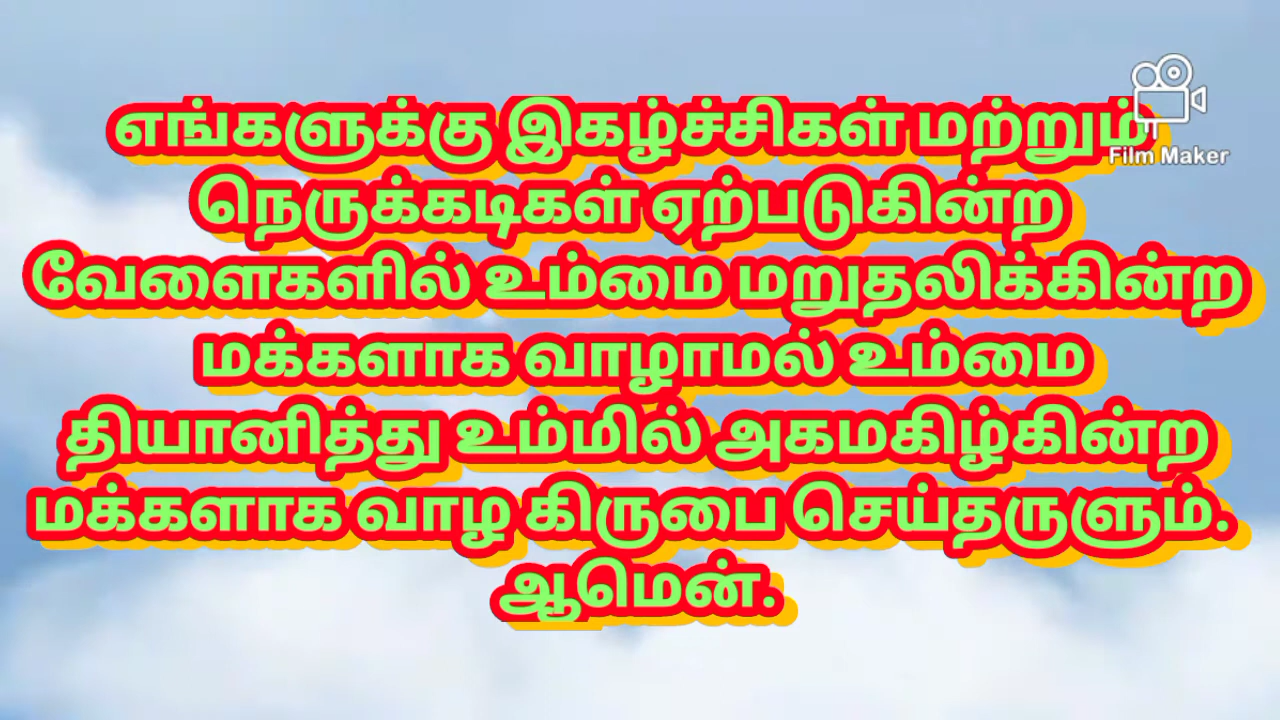 எங்களுக்கு இகழ்ச்சிகள் மற்றும்
Film Maker
நெருக்கடிகள் ஏற்படுகின்ற
வேளைகளில் உம்மை மறுதலிக்கின்ற
மக்களாக வாழாமல் உம்மை
தியானித்து உம்மில் அகமகிழ்கின்ற
மக்களாக வாழ கிருபை செய்தருளும்.
ஆமென்.